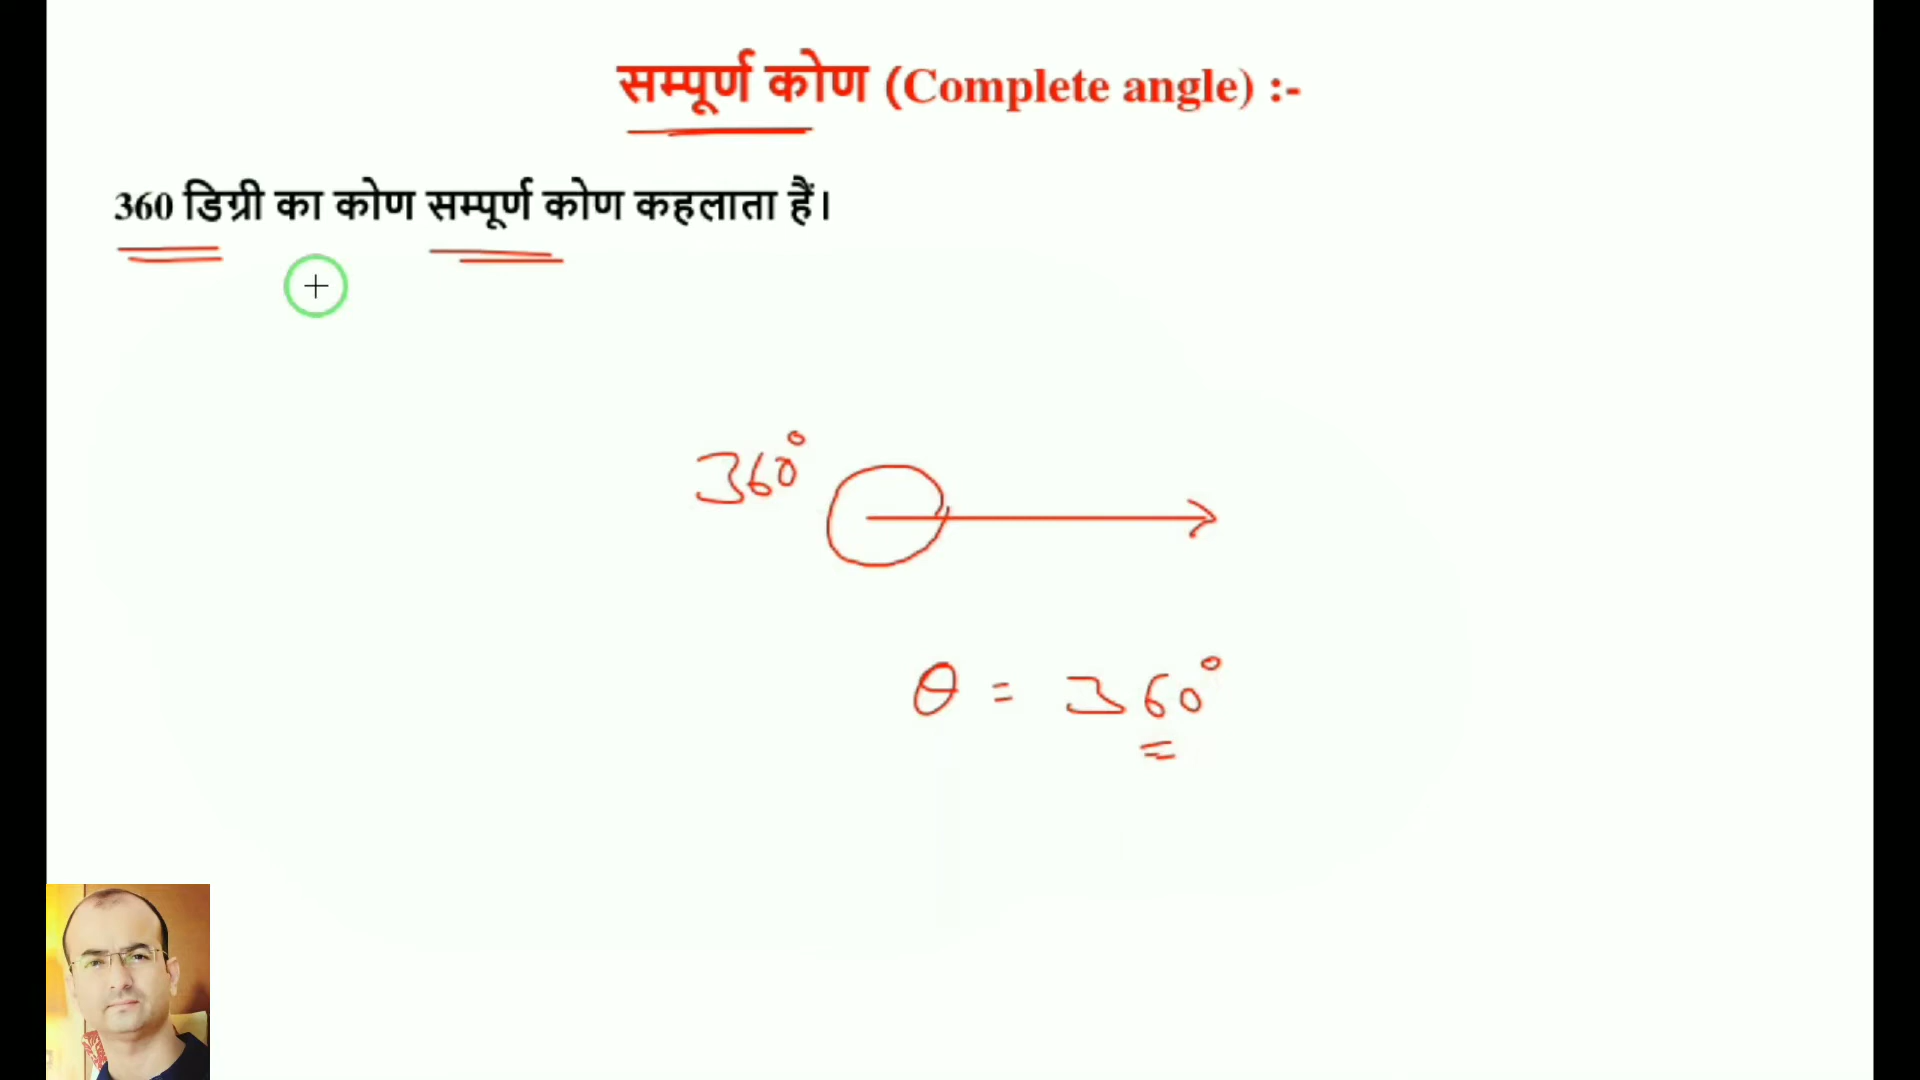 सम्पूर्ण कोण (Complete angle) :-
360 डिग्री का कोण सम्पूर्ण कोण कहलाता हैं।
360°
θ = 360°